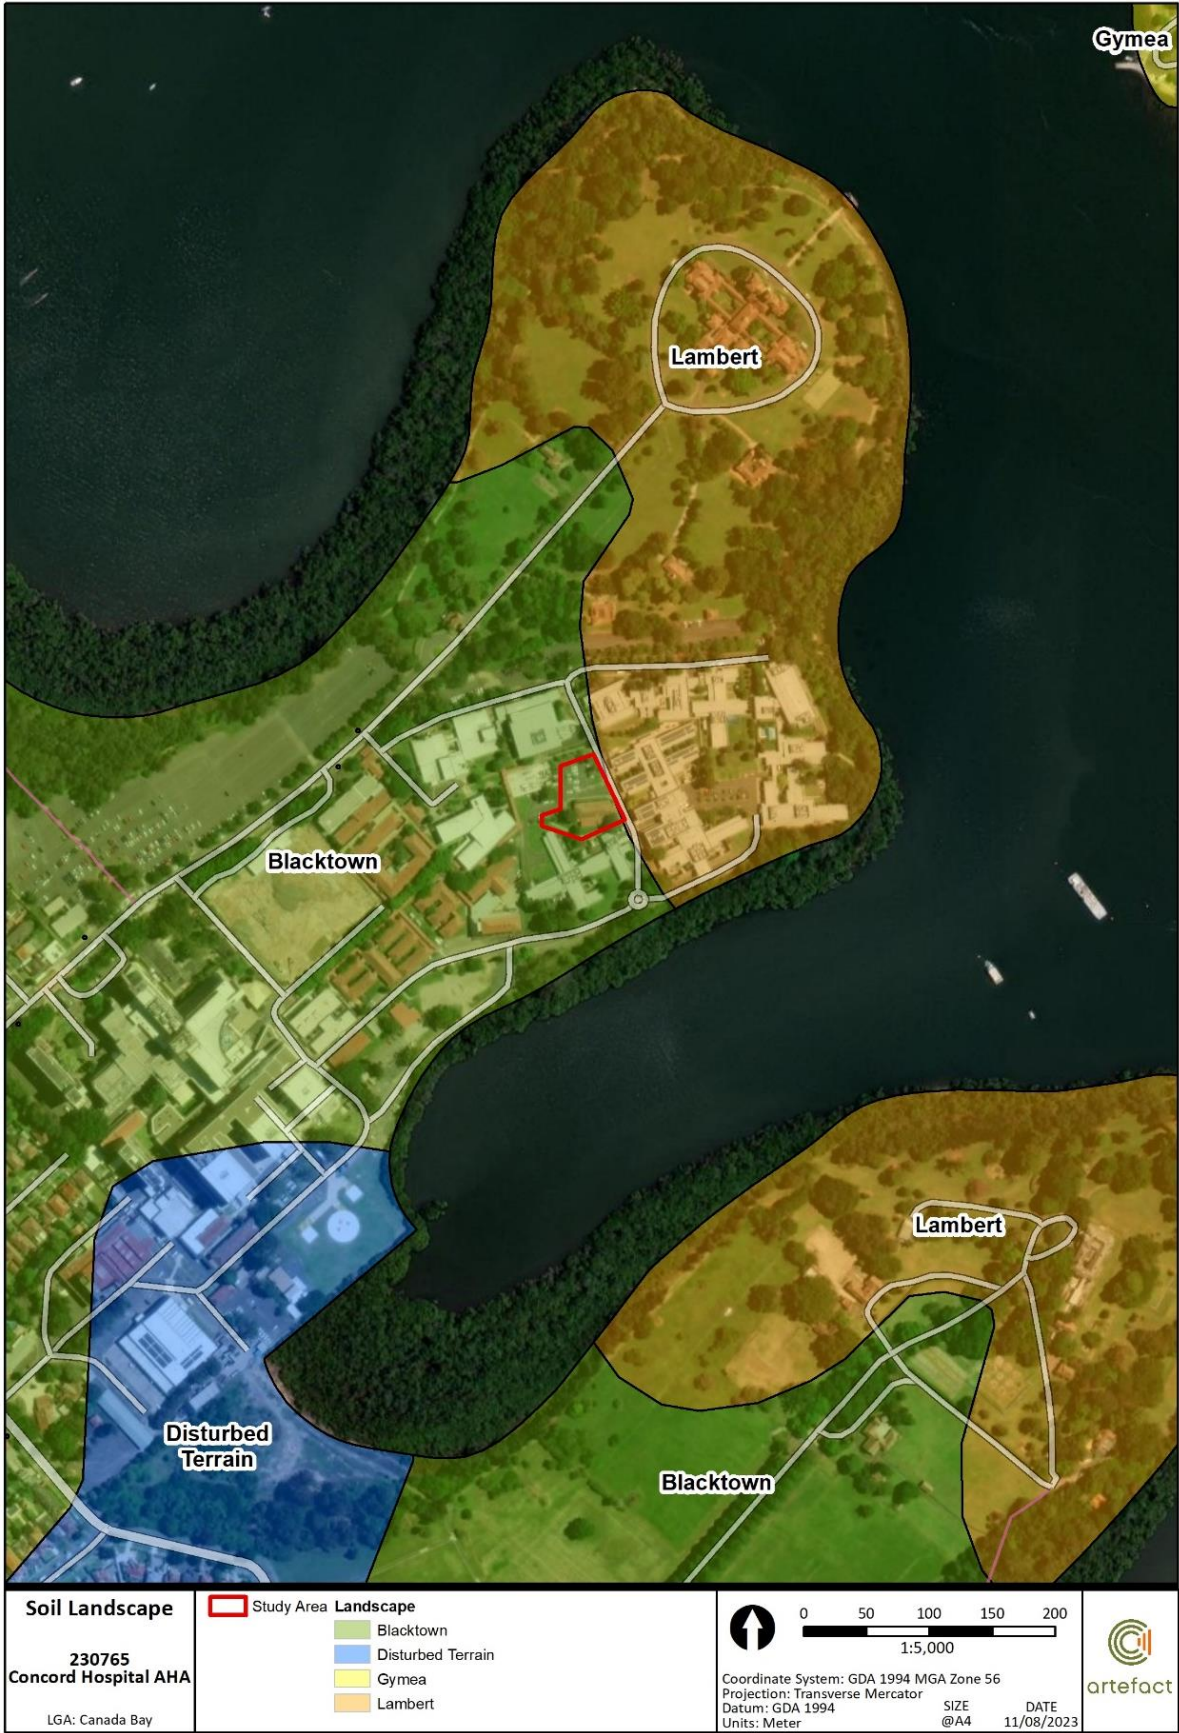 Gymea
Lambert
Blacktown
Lambert
Disturbed
Terrain
Blacktown
Soil Landscape
230765
Concord Hospital AHA
LGA: Canada Bay
Study Area
Landscape
Blacktown
Disturbed Terrain
Gymea
Lambert
0 50 100 150 200
1:5,000
Coordinate System: GDA 1994 MGA Zone 56
Projection: Transverse Mercator
Datum: GDA 1994
Units: Meter
SIZE
@A4
DATE
11/08/2023
artefact